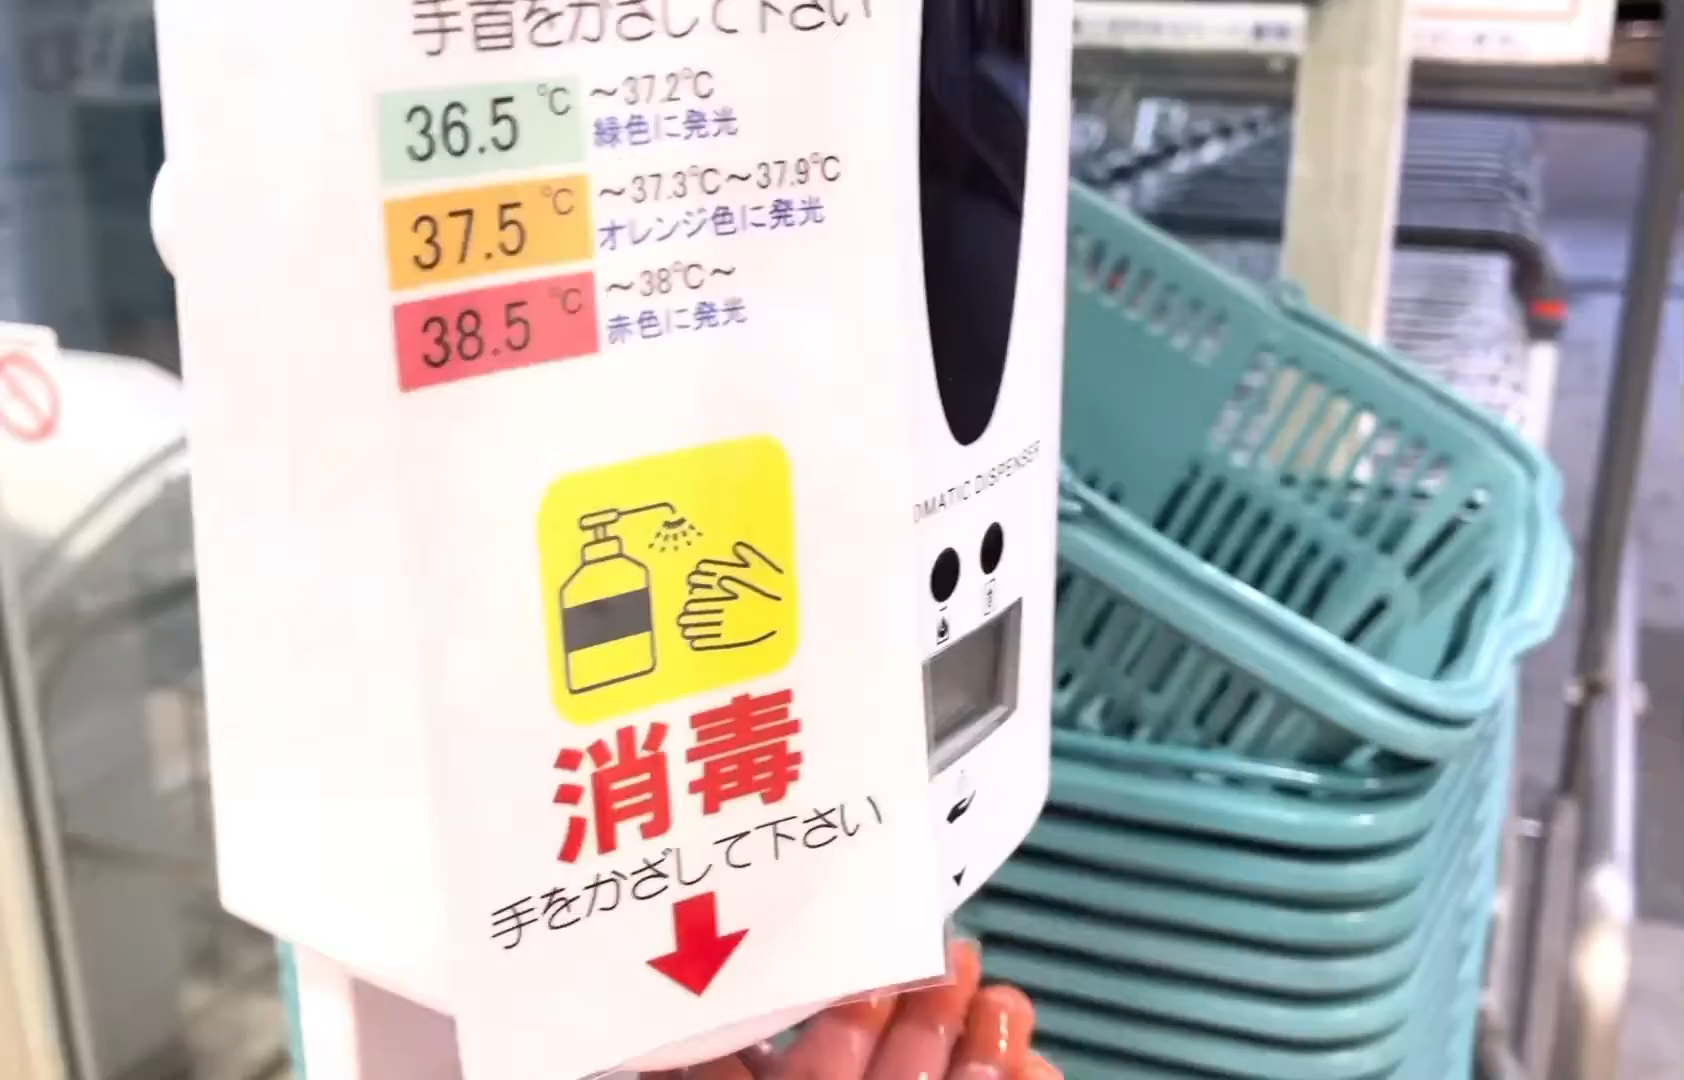 手首をかざして下さい
36.5 ℃ ～37.2℃
緑色に発光
37.5 ℃ ～37.3℃～37.9℃
オレンジ色に発光
38.5 ℃ ～38℃～
赤色に発光
OMATIC DISPENSER
消毒
手をかざして下さい